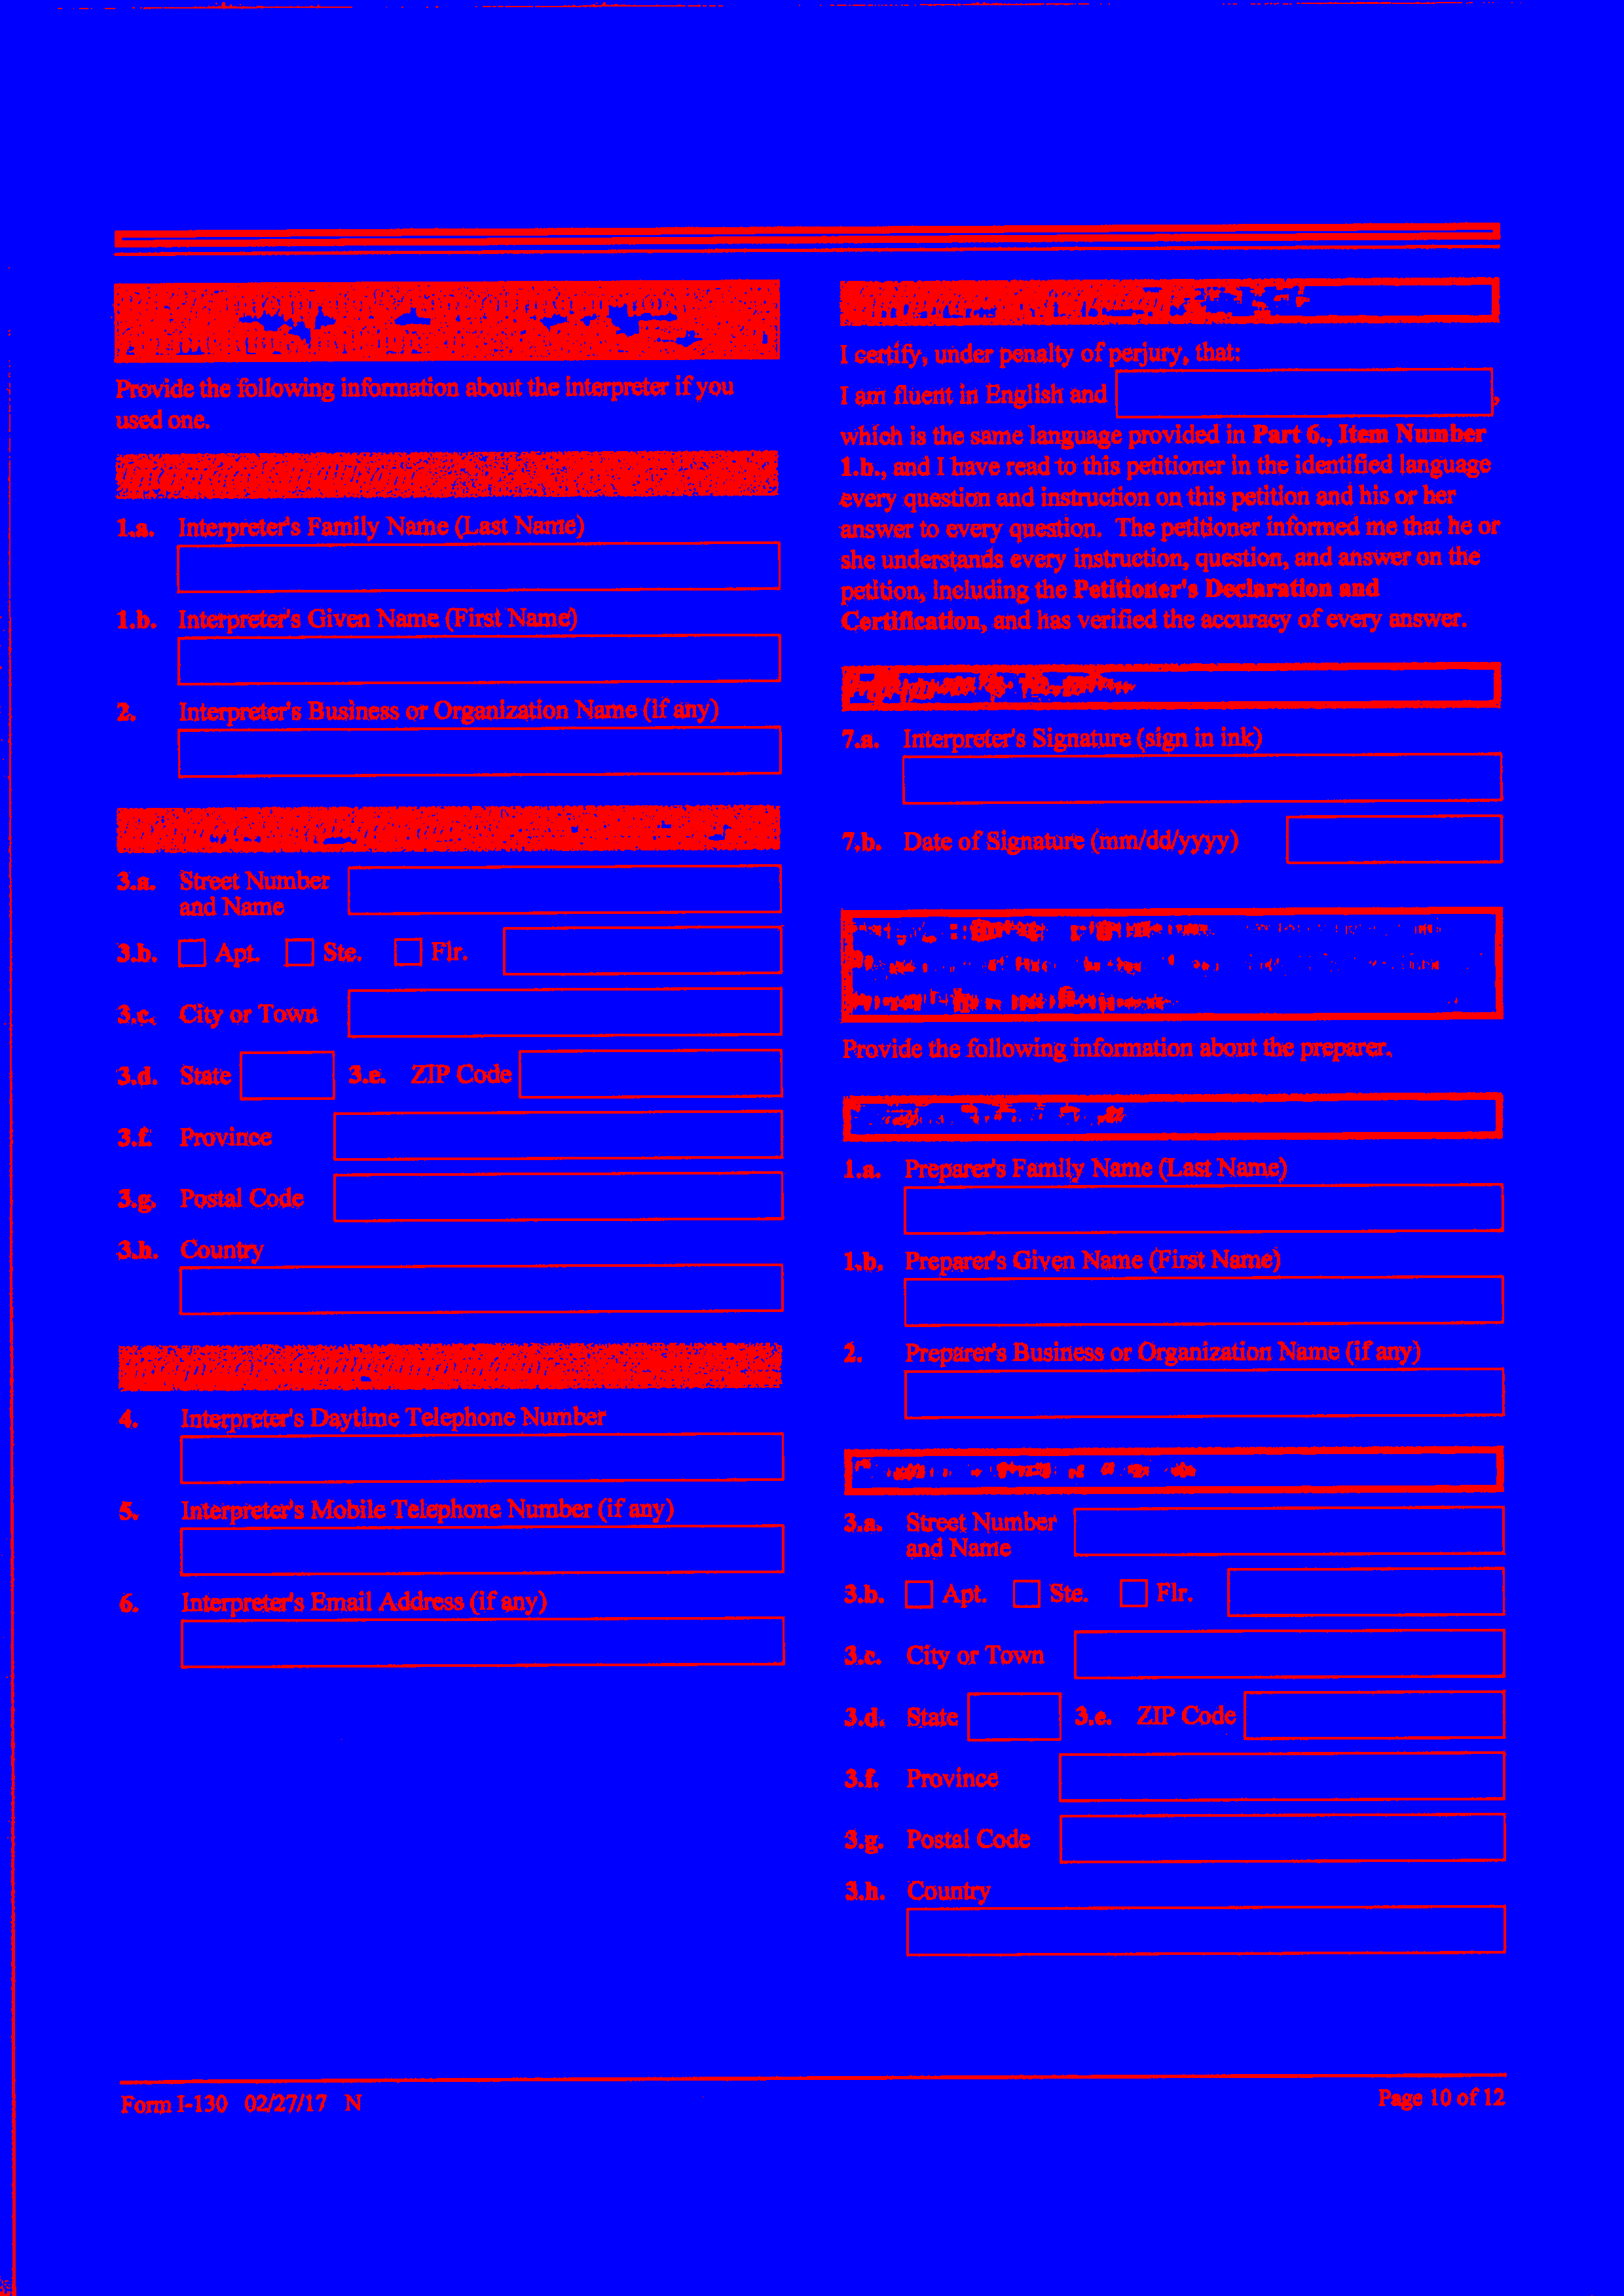 Provide the following information about the interpreter if you
used one.
1.a. Interpreter's Family Name (Last Name)
1.b. Interpreter's Given Name (First Name)
2. Interpreter's Business or Organization Name (if any)
3.a. Street Number
and Name
3.b. Apt. Ste. Flr.
3.c. City or Town
3.d. State 3.e. ZIP Code
3.f. Province
3.g. Postal Code
3.h. Country
4. Interpreter's Daytime Telephone Number
5. Interpreter's Mobile Telephone Number (if any)
6. Interpreter's Email Address (if any)
I certify, under penalty of perjury, that:
I am fluent in English and ,
which is the same language provided in Part 6., Item Number
1.b., and I have read to this petitioner in the identified language
every question and instruction on this petition and his or her
answer to every question. The petitioner informed me that he or
she understands every instruction, question, and answer on the
petition, including the Petitioner's Declaration and
Certification, and has verified the accuracy of every answer.
7.a. Interpreter's Signature (sign in ink)
7.b. Date of Signature (mm/dd/yyyy)
Provide the following information about the preparer.
1.a. Preparer's Family Name (Last Name)
1.b. Preparer's Given Name (First Name)
2. Preparer's Business or Organization Name (if any)
3.a. Street Number
and Name
3.b. Apt. Ste. Flr.
3.c. City or Town
3.d. State 3.e. ZIP Code
3.f. Province
3.g. Postal Code
3.h. Country
Form I-130 02/27/17 N
Page 10 of 12